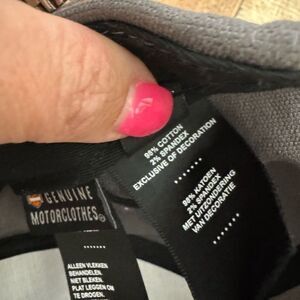 98% COTTON
2% SPANDEX
EXCLUSIVE OF DECORATION
98% KATOEN
2% SPANDEX
MET UITZONDERING
VAN DECORATIE
GENUINE
MOTORCLOTHES®
ALLEEN VLEKKEN
BEHANDELEN.
NIET BLEKEN.
PLAT LEGGEN OM
TE DROGEN.